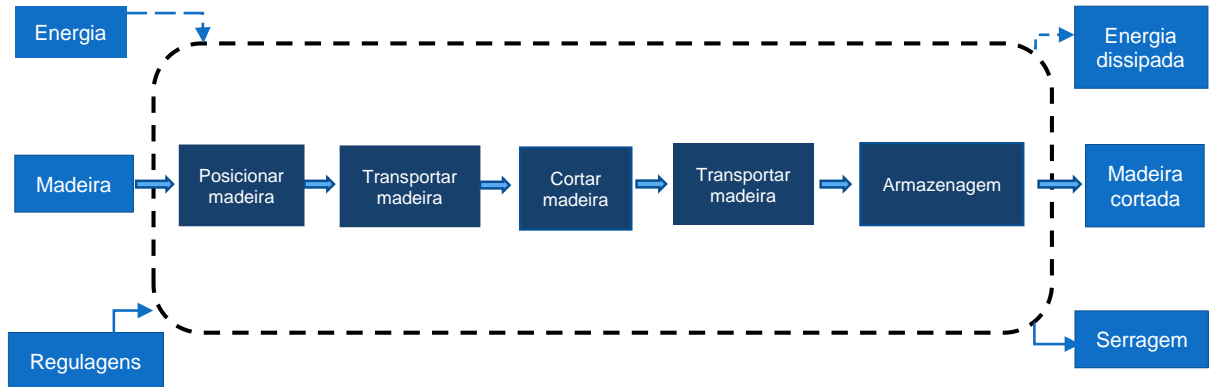 Energia
Energia
dissipada
Madeira
Posicionar
madeira
Transportar
madeira
Cortar
madeira
Transportar
madeira
Armazenagem
Madeira
cortada
Regulagens
Serragem